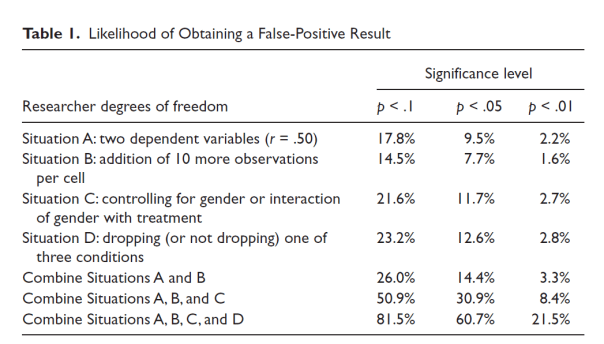 Table 1. Likelihood of Obtaining a False-Positive Result
Significance level
Researcher degrees of freedom p < .1 p < .05 p < .01
Situation A: two dependent variables (r = .50) 17.8% 9.5% 2.2%
Situation B: addition of 10 more observations 14.5% 7.7% 1.6%
per cell
Situation C: controlling for gender or interaction 21.6% 11.7% 2.7%
of gender with treatment
Situation D: dropping (or not dropping) one of 23.2% 12.6% 2.8%
three conditions
Combine Situations A and B 26.0% 14.4% 3.3%
Combine Situations A, B, and C 50.9% 30.9% 8.4%
Combine Situations A, B, C, and D 81.5% 60.7% 21.5%